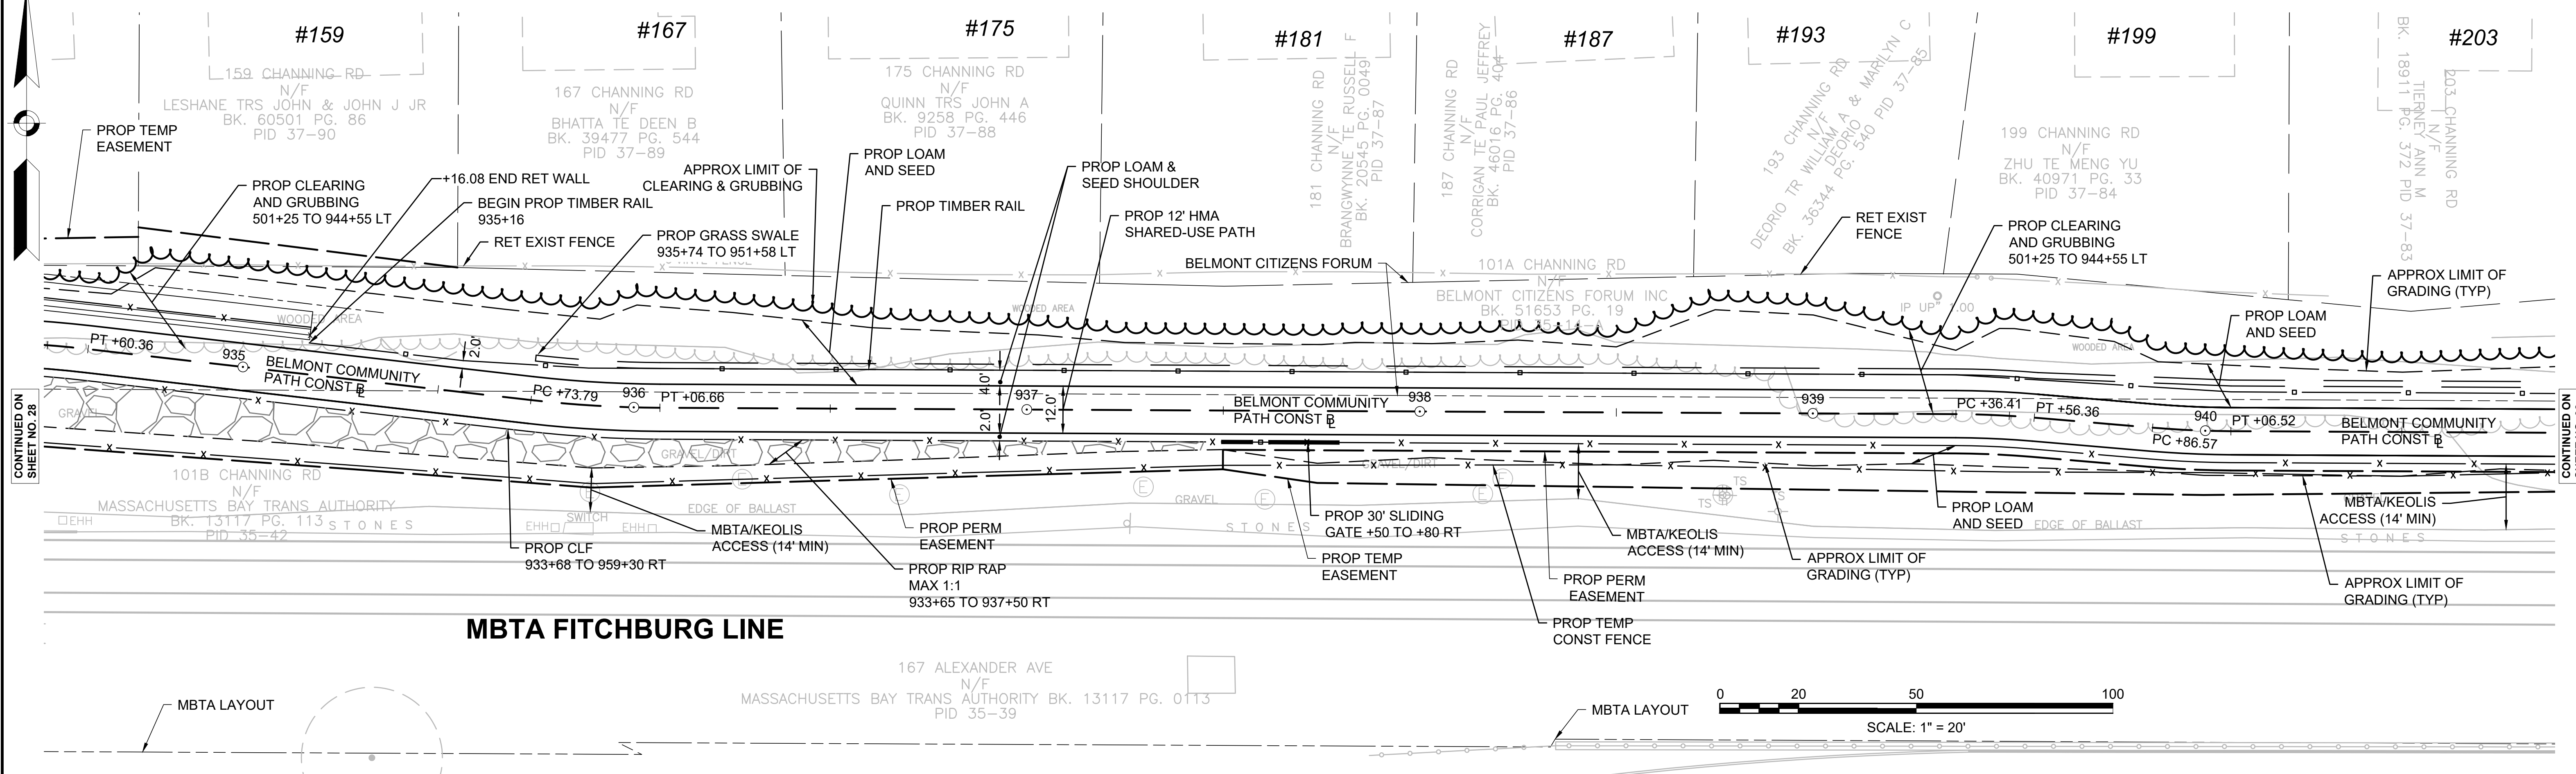 #159
#167
#175
#181
#187
#193
#199
#203
159 CHANNING RD
N/F
LESHANE TRS JOHN & JOHN J JR
BK. 60501 PG. 86
PID 37-90
167 CHANNING RD
N/F
BHATTA TE DEEN B
BK. 39477 PG. 544
PID 37-89
175 CHANNING RD
N/F
QUINN TRS JOHN A
BK. 9258 PG. 446
PID 37-88
181 CHANNING RD
N/F
BRANGWYNNE TE RUSSELL F
BK. 20545 PG. 0049
PID 37-87
187 CHANNING RD
N/F
CORRIGAN TE PAUL JEFFREY
BK. 46016 PG. 404
PID 37-86
193 CHANNING RD
N/F
DEORIO TR WILLIAM A & MARILYN C
DEORIO
BK. 36344 PG. 540 PID 37-85
199 CHANNING RD
N/F
ZHU TE MENG YU
BK. 40971 PG. 33
PID 37-84
203 CHANNING RD
N/F
TIERNEY ANN M
BK. 18911 PG. 372 PID 37-83
PROP TEMP
EASEMENT
PROP CLEARING
AND GRUBBING
501+25 TO 944+55 LT
+16.08 END RET WALL
BEGIN PROP TIMBER RAIL
935+16
RET EXIST FENCE
APPROX LIMIT OF
CLEARING & GRUBBING
PROP GRASS SWALE
935+74 TO 951+58 LT
PROP LOAM
AND SEED
PROP TIMBER RAIL
PROP LOAM &
SEED SHOULDER
PROP 12' HMA
SHARED-USE PATH
BELMONT CITIZENS FORUM
101A CHANNING RD
N/F
BELMONT CITIZENS FORUM INC
BK. 51653 PG. 19
RET EXIST
FENCE
PROP CLEARING
AND GRUBBING
501+25 TO 944+55 LT
IP UP 1.00
APPROX LIMIT OF
GRADING (TYP)
PROP LOAM
AND SEED
WOODED AREA
WOODED AREA
WOODED AREA
PT +60.36
935
BELMONT COMMUNITY
PATH CONST BL
2.0'
PC +73.79
936
PT +06.66
4.0'
2.0'
937
12.0'
BELMONT COMMUNITY
PATH CONST BL
938
939
PC +36.41
PT +56.36
PC +86.57
940
PT +06.52
BELMONT COMMUNITY
PATH CONST BL
CONTINUED ON
SHEET NO. 28
CONTINUED ON
GRAVEL
GRAVEL/DIRT
GRAVEL/DIRT
GRAVEL
101B CHANNING RD
N/F
MASSACHUSETTS BAY TRANS AUTHORITY
BK. 13117 PG. 113
PID 35-42
EHH
STONES
EHH
SWITCH
EHH
EDGE OF BALLAST
E
E
E
E
E
E
E
STONES
TS
TS
S
EDGE OF BALLAST
STONES
PROP CLF
933+68 TO 959+30 RT
MBTA/KEOLIS
ACCESS (14' MIN)
PROP PERM
EASEMENT
PROP RIP RAP
MAX 1:1
933+65 TO 937+50 RT
PROP 30' SLIDING
GATE +50 TO +80 RT
PROP TEMP
EASEMENT
MBTA/KEOLIS
ACCESS (14' MIN)
PROP PERM
EASEMENT
PROP TEMP
CONST FENCE
APPROX LIMIT OF
GRADING (TYP)
PROP LOAM
AND SEED
MBTA/KEOLIS
ACCESS (14' MIN)
APPROX LIMIT OF
GRADING (TYP)
MBTA FITCHBURG LINE
167 ALEXANDER AVE
N/F
MASSACHUSETTS BAY TRANS AUTHORITY BK. 13117 PG. 0113
PID 35-39
MBTA LAYOUT
MBTA LAYOUT
0 20 50 100
SCALE: 1" = 20'